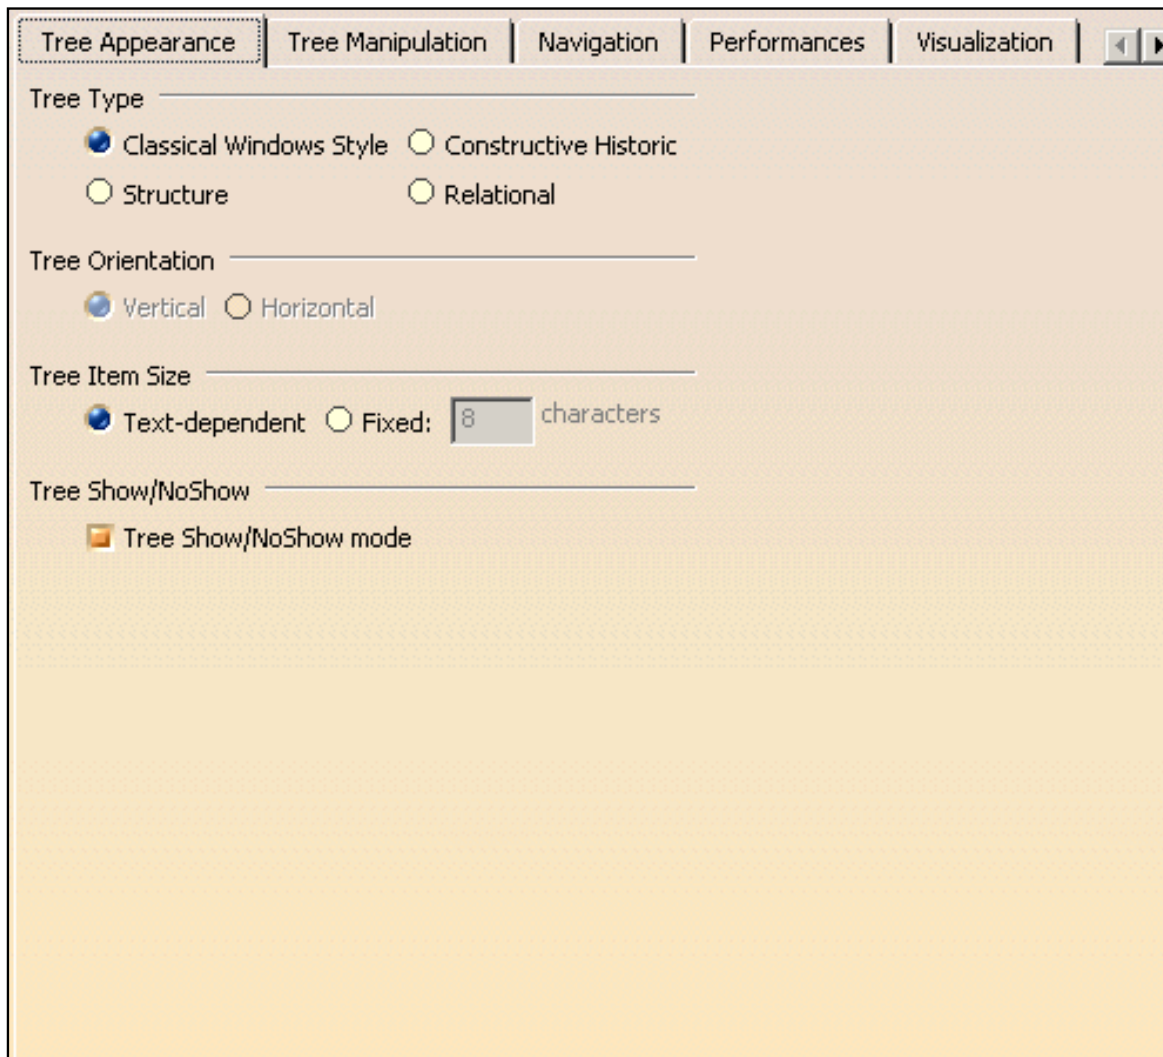 Tree Appearance Tree Manipulation Navigation Performances Visualization
Tree Type
Classical Windows Style Constructive Historic
Structure Relational
Tree Orientation
Vertical Horizontal
Tree Item Size
Text-dependent Fixed: 8 characters
Tree Show/NoShow
Tree Show/NoShow mode